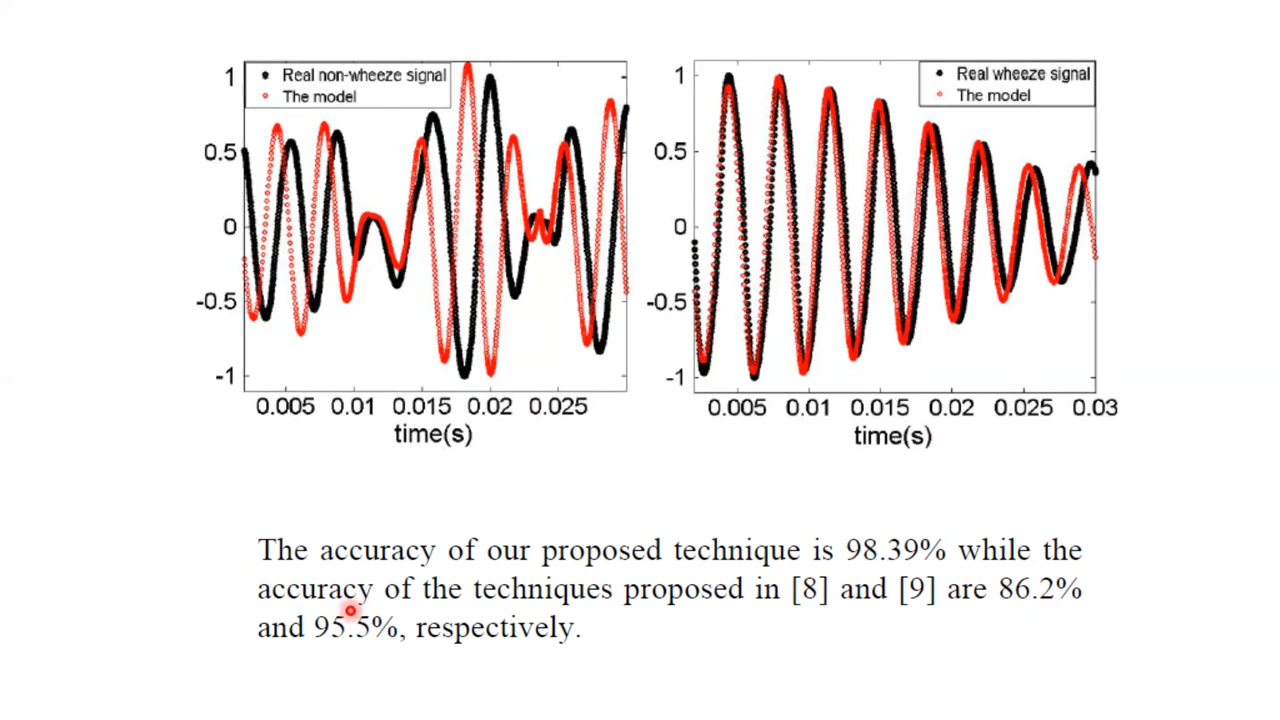 Real non-wheeze signal
The model
1
0.5
0
-0.5
-1
0.005 0.01 0.015 0.02 0.025
time(s)
Real wheeze signal
The model
1
0.5
0
-0.5
-1
0.005 0.01 0.015 0.02 0.025 0.03
time(s)
The accuracy of our proposed technique is 98.39% while the
accuracy of the techniques proposed in [8] and [9] are 86.2%
and 95.5%, respectively.